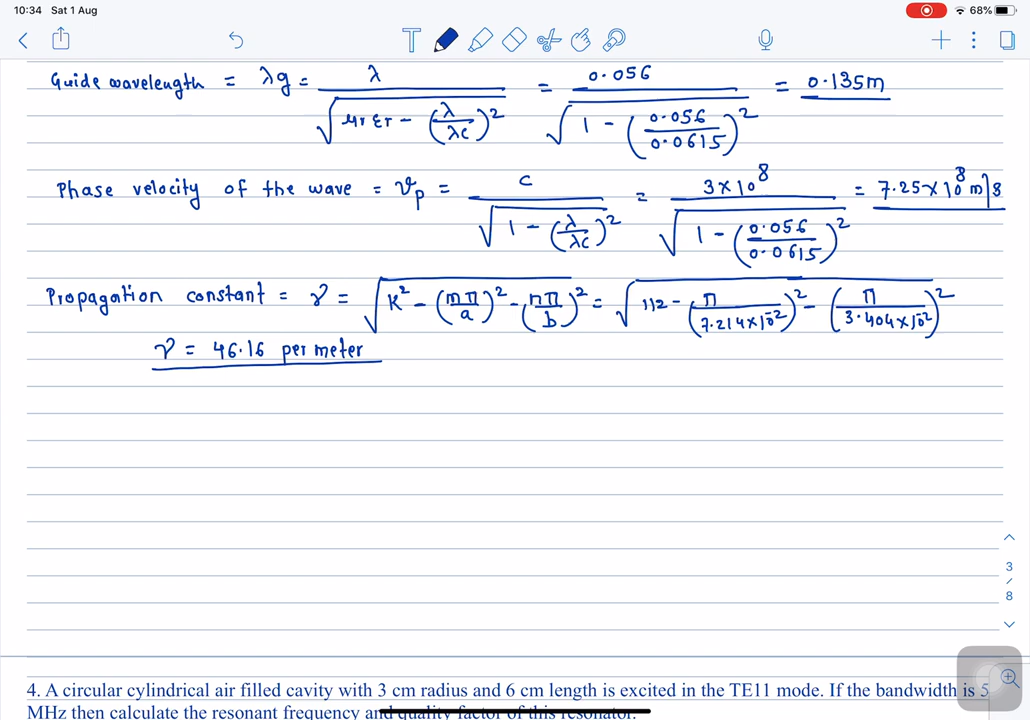 10:34 Sat 1 Aug 68%
T
Guide wavelength = λg = λ / √(μr εr − (λ/λc)²) = 0.056 / √(1 − (0.056/0.0615)²) = 0.135m
Phase velocity of the wave = vp = c / √(1 − (λ/λc)²) = 3×10⁸ / √(1 − (0.056/0.0615)²) = 7.25×10⁸ m/s
Propagation constant = γ = √(K² − (mπ/a)² − (nπ/b)²) = √(112 − (π/7.214×10⁻²)² − (π/3.404×10⁻²)²)
γ = 46.16 per meter
3
/
8
4. A circular cylindrical air filled cavity with 3 cm radius and 6 cm length is excited in the TE11 mode. If the bandwidth is 5
MHz then calculate the resonant frequency and quality factor of this resonator.